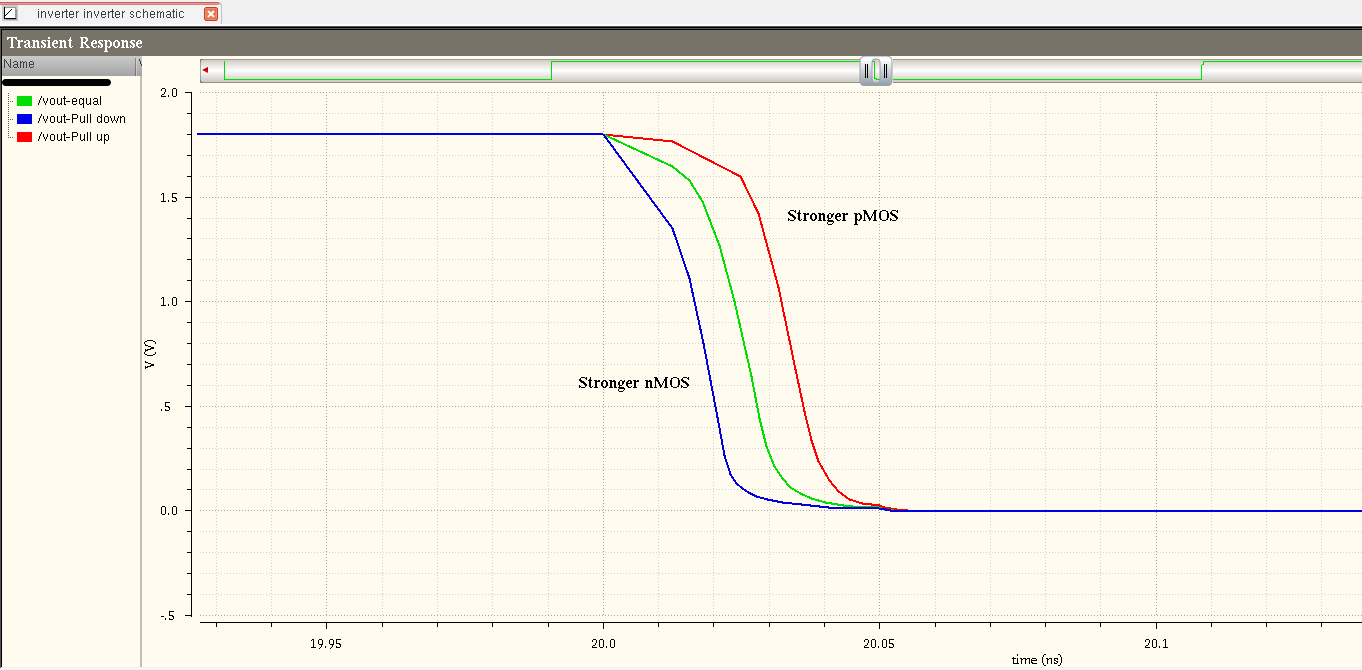 inverter inverter schematic
Transient Response
Name
/vout-equal
/vout-Pull down
/vout-Pull up
2.0
1.5
1.0
.5
0.0
-.5
V (V)
Stronger pMOS
Stronger nMOS
19.95
20.0
20.05
20.1
time (ns)